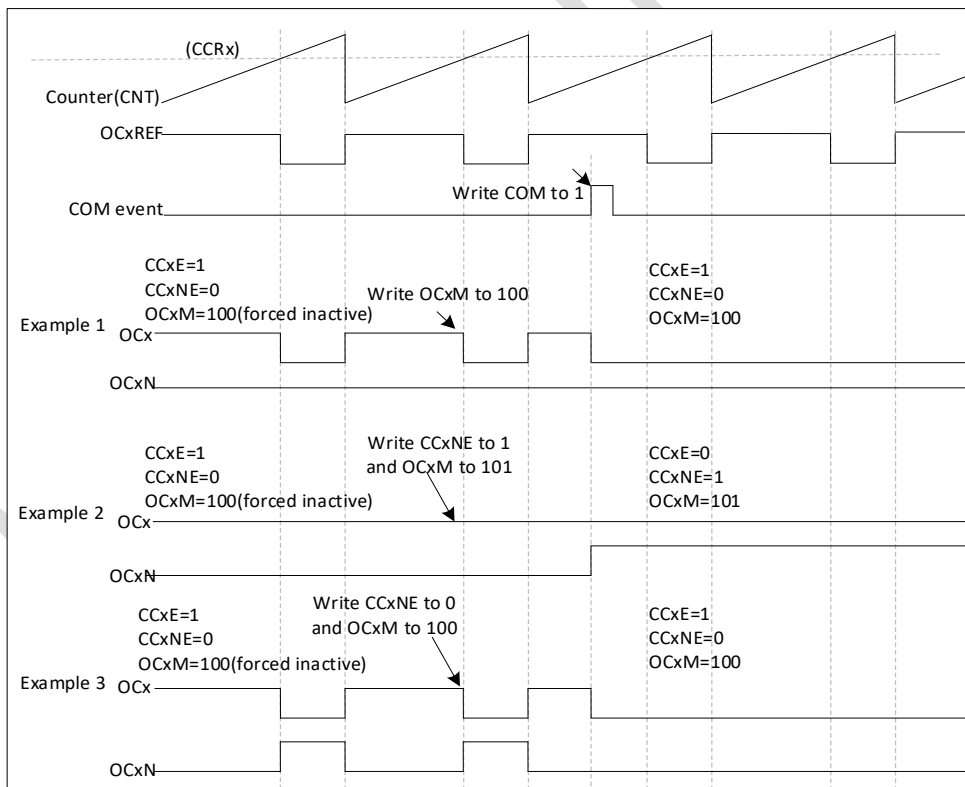 (CCRx)
Counter(CNT)
OCxREF
Write COM to 1
COM event
CCxE=1
CCxNE=0
OCxM=100(forced inactive)
Write OCxM to 100
CCxE=1
CCxNE=0
OCxM=100
Example 1
OCx
OCxN
CCxE=1
CCxNE=0
OCxM=100(forced inactive)
Write CCxNE to 1
and OCxM to 101
CCxE=0
CCxNE=1
OCxM=101
Example 2
OCx
OCxN
CCxE=1
CCxNE=0
OCxM=100(forced inactive)
Write CCxNE to 0
and OCxM to 100
CCxE=1
CCxNE=0
OCxM=100
Example 3
OCx
OCxN